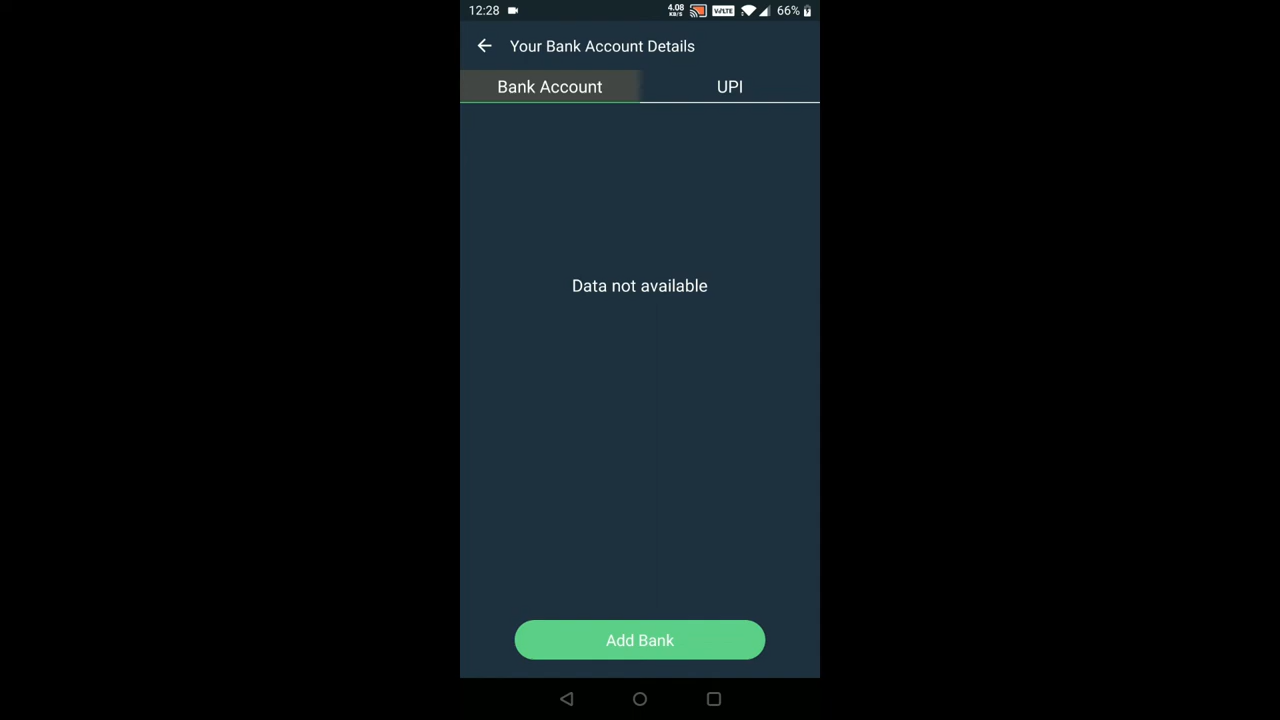 12:28 4.08 KB/S VoLTE 66%
Your Bank Account Details
Bank Account UPI
Data not available
Add Bank